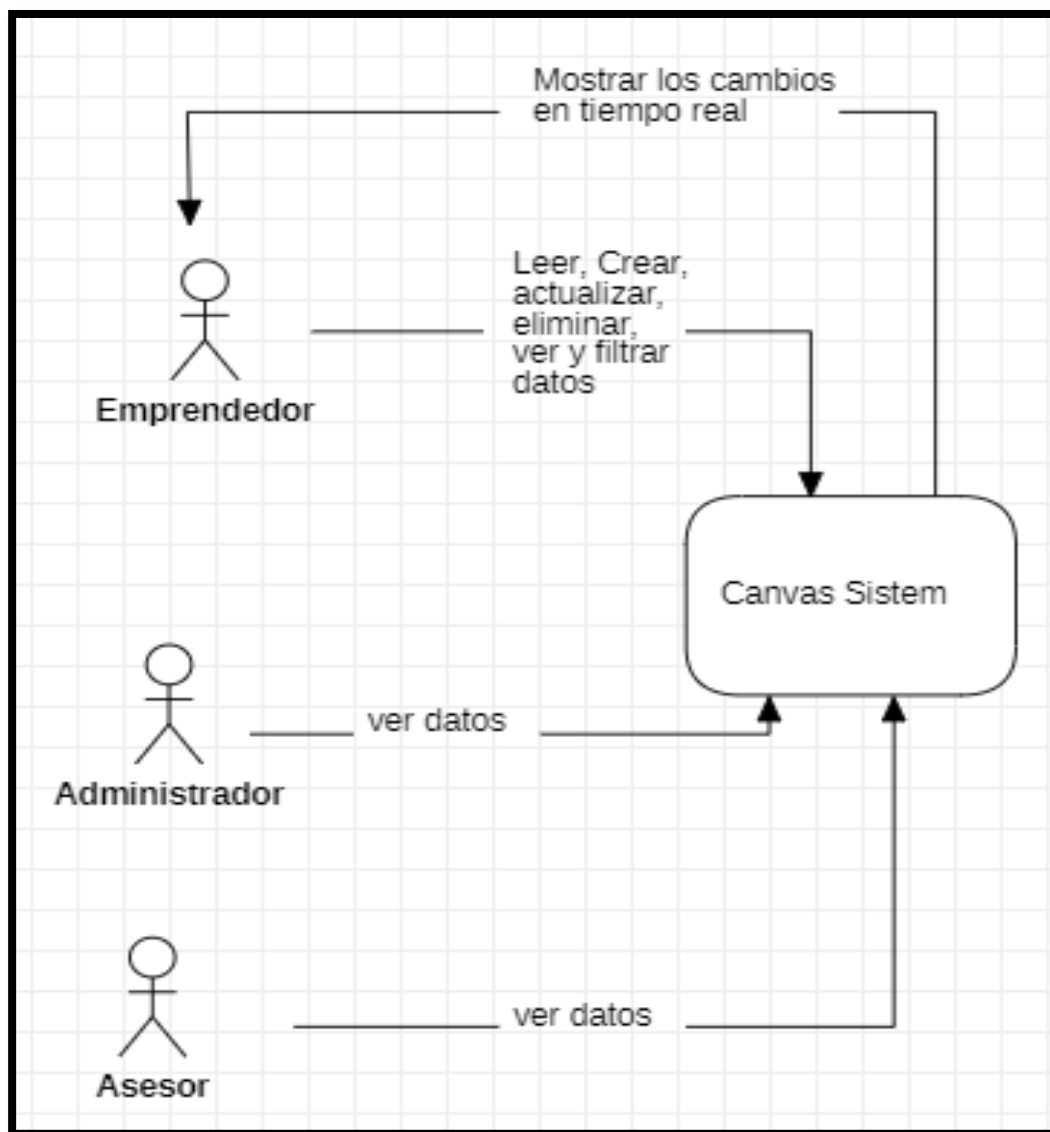 Mostrar los cambios
en tiempo real
Leer, Crear,
actualizar,
eliminar,
ver y filtrar
datos
Emprendedor
Canvas Sistem
ver datos
Administrador
ver datos
Asesor